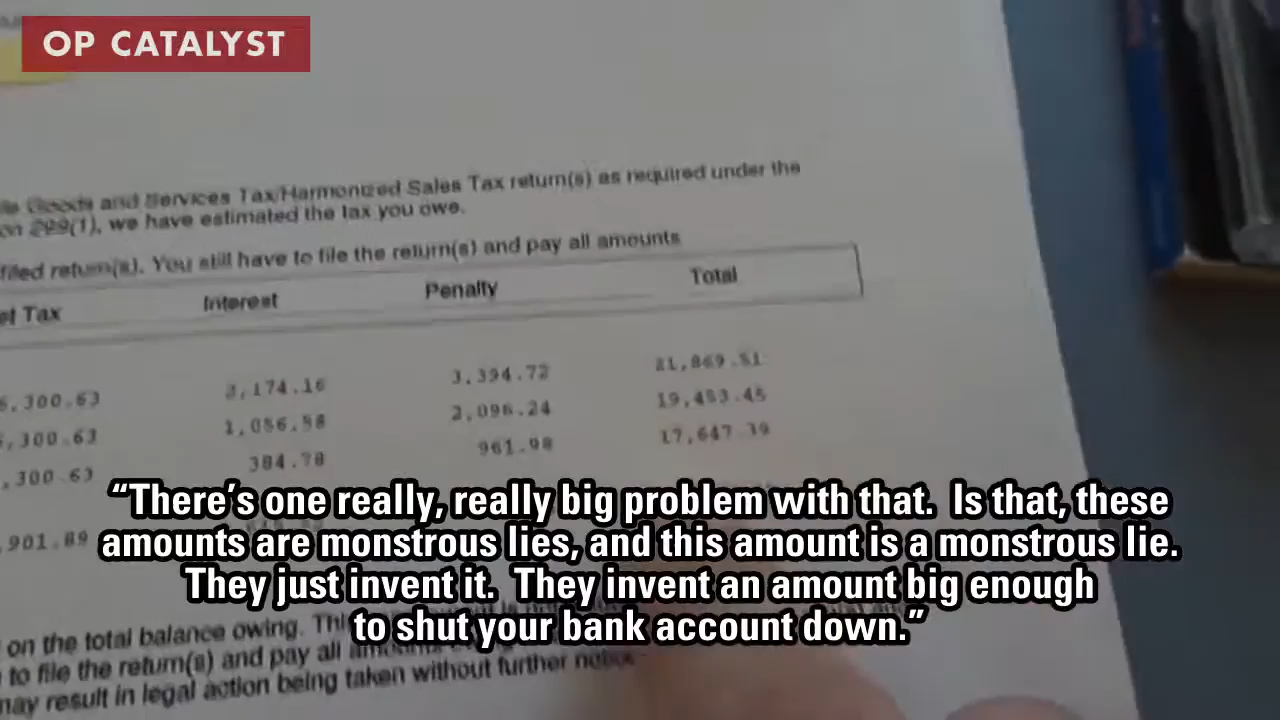 OP CATALYST
Goods and Services Tax/Harmonized Sales Tax return(s) as required under the
299(1), we have estimated the tax you owe.
filed return(s). You still have to file the return(s) and pay all amounts
Tax Interest Penalty Total
,300.63 3,174.16 3,394.72 21,869.51
,300.63 1,056.58 2,096.24 19,453.45
,300.63 384.78 961.98 17,647.39
“There’s one really, really big problem with that. Is that, these
amounts are monstrous lies, and this amount is a monstrous lie.
901.89
They just invent it. They invent an amount big enough
to shut your bank account down.”
on the total balance owing.
to file the return(s) and pay all
may result in legal action being taken without further